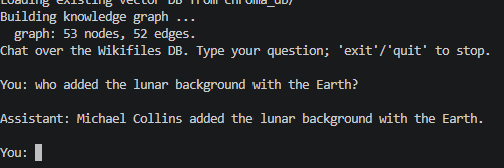 Loading existing vector DB from chroma_db/
Building knowledge graph ...
graph: 53 nodes, 52 edges.
Chat over the Wikifiles DB. Type your question; 'exit'/'quit' to stop.
You: who added the lunar background with the Earth?
Assistant: Michael Collins added the lunar background with the Earth.
You: